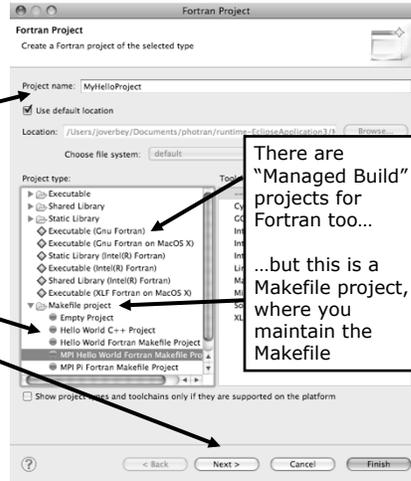 Fortran Project
Fortran Project
Create a Fortran project of the selected type
Project name: MyHelloProject
Use default location
Location: /Users/joverbey/Documents/photran/runtime-EclipseApplication3/
Browse...
Choose file system: default
Project type:
Executable
Shared Library
Static Library
Executable (Gnu Fortran)
Executable (Gnu Fortran on MacOS X)
Static Library (Intel(R) Fortran)
Executable (Intel(R) Fortran)
Shared Library (Intel(R) Fortran)
Executable (XLF Fortran on MacOS X)
Makefile project
Empty Project
Hello World C++ Project
Hello World Fortran Makefile Project
MPI Hello World Fortran Makefile Pro
MPI Pi Fortran Makefile Project
There are
“Managed Build”
projects for
Fortran too…
…but this is a
Makefile project,
where you
maintain the
Makefile
Show project types and toolchains only if they are supported on the platform
< Back
Next >
Cancel
Finish